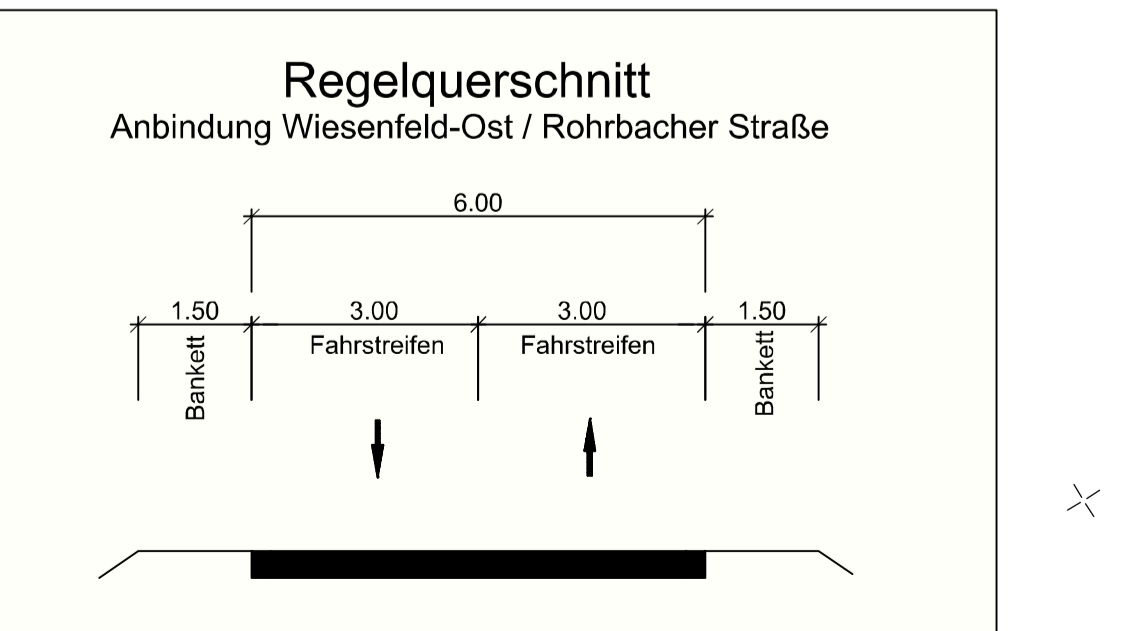 Regelquerschnitt
Anbindung Wiesenfeld-Ost / Rohrbacher Straße
6.00
1.50 3.00 3.00 1.50
Bankett Fahrstreifen Fahrstreifen Bankett